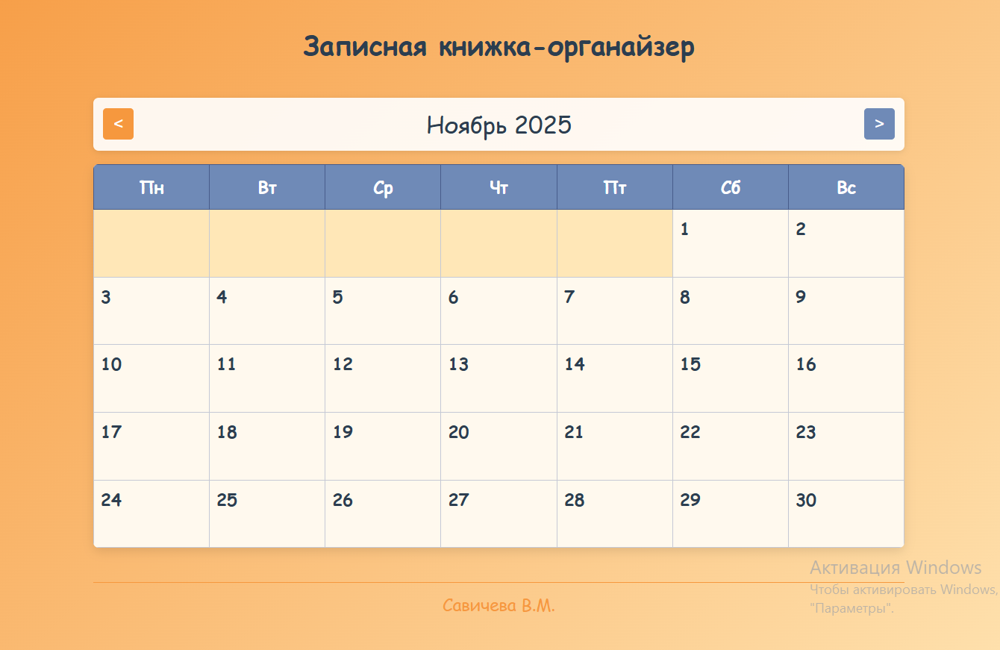 Записная книжка-органайзер
< Ноябрь 2025 >
Пн Вт Ср Чт Пт Сб Вс
1 2
3 4 5 6 7 8 9
10 11 12 13 14 15 16
17 18 19 20 21 22 23
24 25 26 27 28 29 30
Активация Windows
Чтобы активировать Windows,
"Параметры".
Савичева В.М.